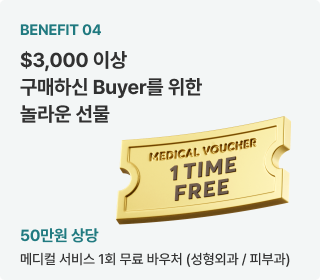 BENEFIT 04
$3,000 이상
구매하신 Buyer를 위한
놀라운 선물
MEDICAL VOUCHER
1 TIME
FREE
50만원 상당
메디컬 서비스 1회 무료 바우처 (성형외과 / 피부과)